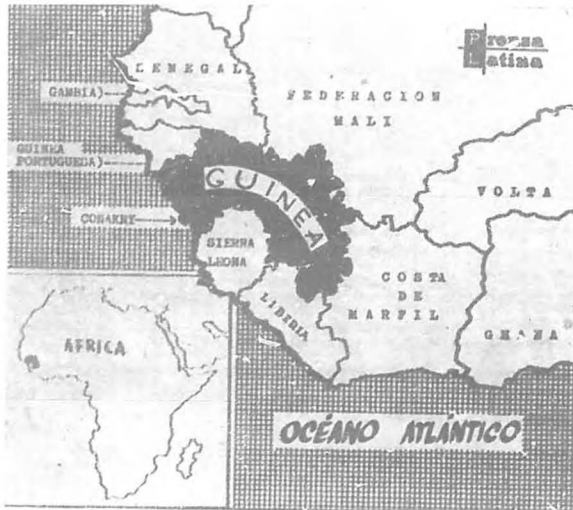 Prensa
Latina
SENEGAL
GAMBIA)
FEDERACION
MALI
GUINEA
PORTUGUEGA)
GUINEA
VOLTA
CONAKRY
SIERRA
LEONA
COSTA
DE
MARFIL
LIBERIA
GHANA
AFRICA
OCÉANO ATLÁNTICO